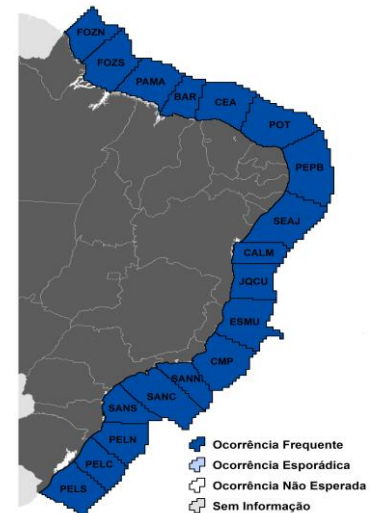 FOZN
FOZS
PAMA
BAR
CEA
POT
PEPB
SEAJ
CALM
JQCU
ESMU
CMP
SANN
SANC
SANS
PELN
PELC
PELS
Ocorrência Frequente
Ocorrência Esporádica
Ocorrência Não Esperada
Sem Informação